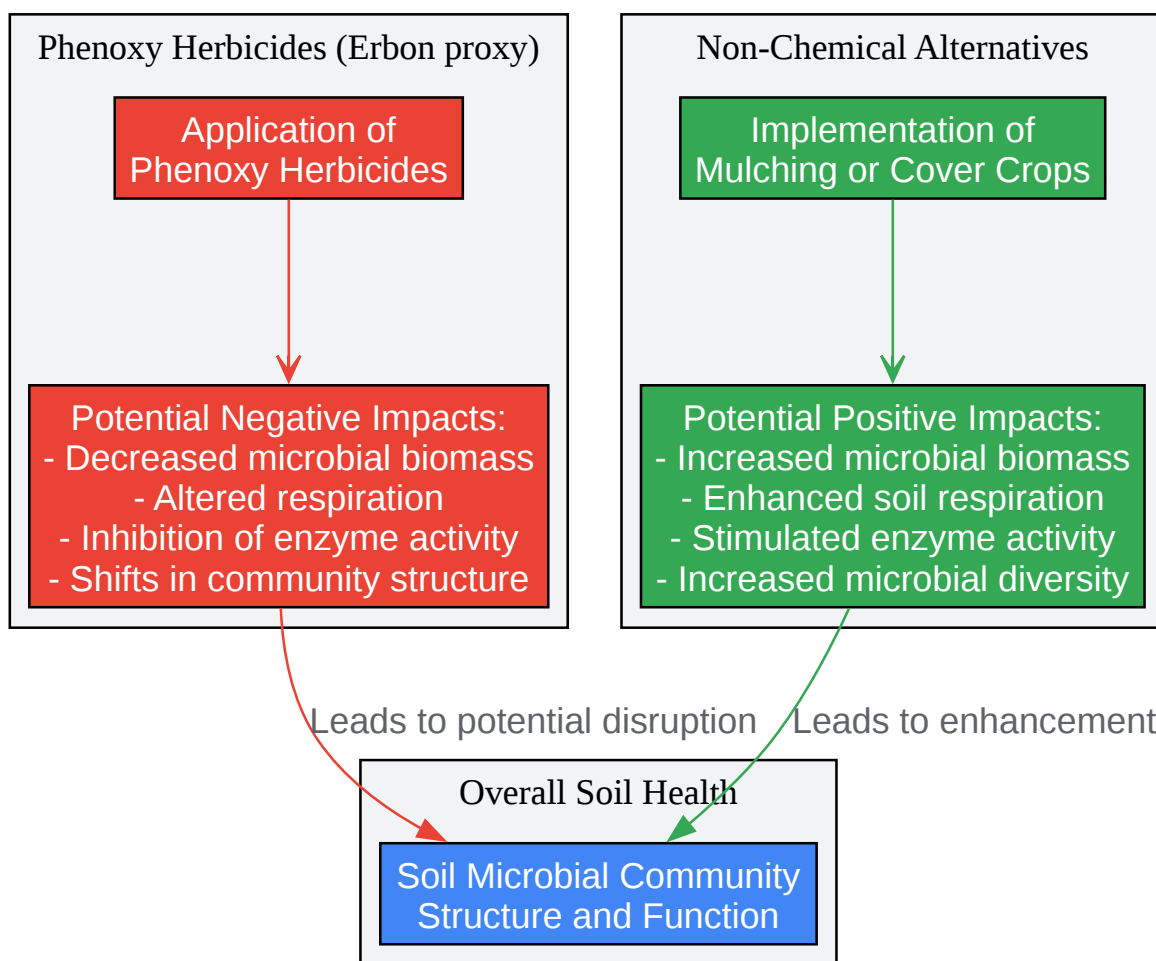 Phenoxy Herbicides (Erbon proxy)
Application of
Phenoxy Herbicides
Potential Negative Impacts:
- Decreased microbial biomass
- Altered respiration
- Inhibition of enzyme activity
- Shifts in community structure
Non-Chemical Alternatives
Implementation of
Mulching or Cover Crops
Potential Positive Impacts:
- Increased microbial biomass
- Enhanced soil respiration
- Stimulated enzyme activity
- Increased microbial diversity
Leads to potential disruption
Leads to enhancement
Overall Soil Health
Soil Microbial Community
Structure and Function